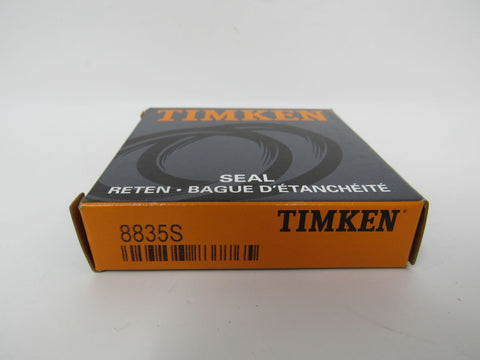 TIMKEN
SEAL
RETEN • BAGUE D'ÉTANCHÉITÉ
TIMKEN®
8835S